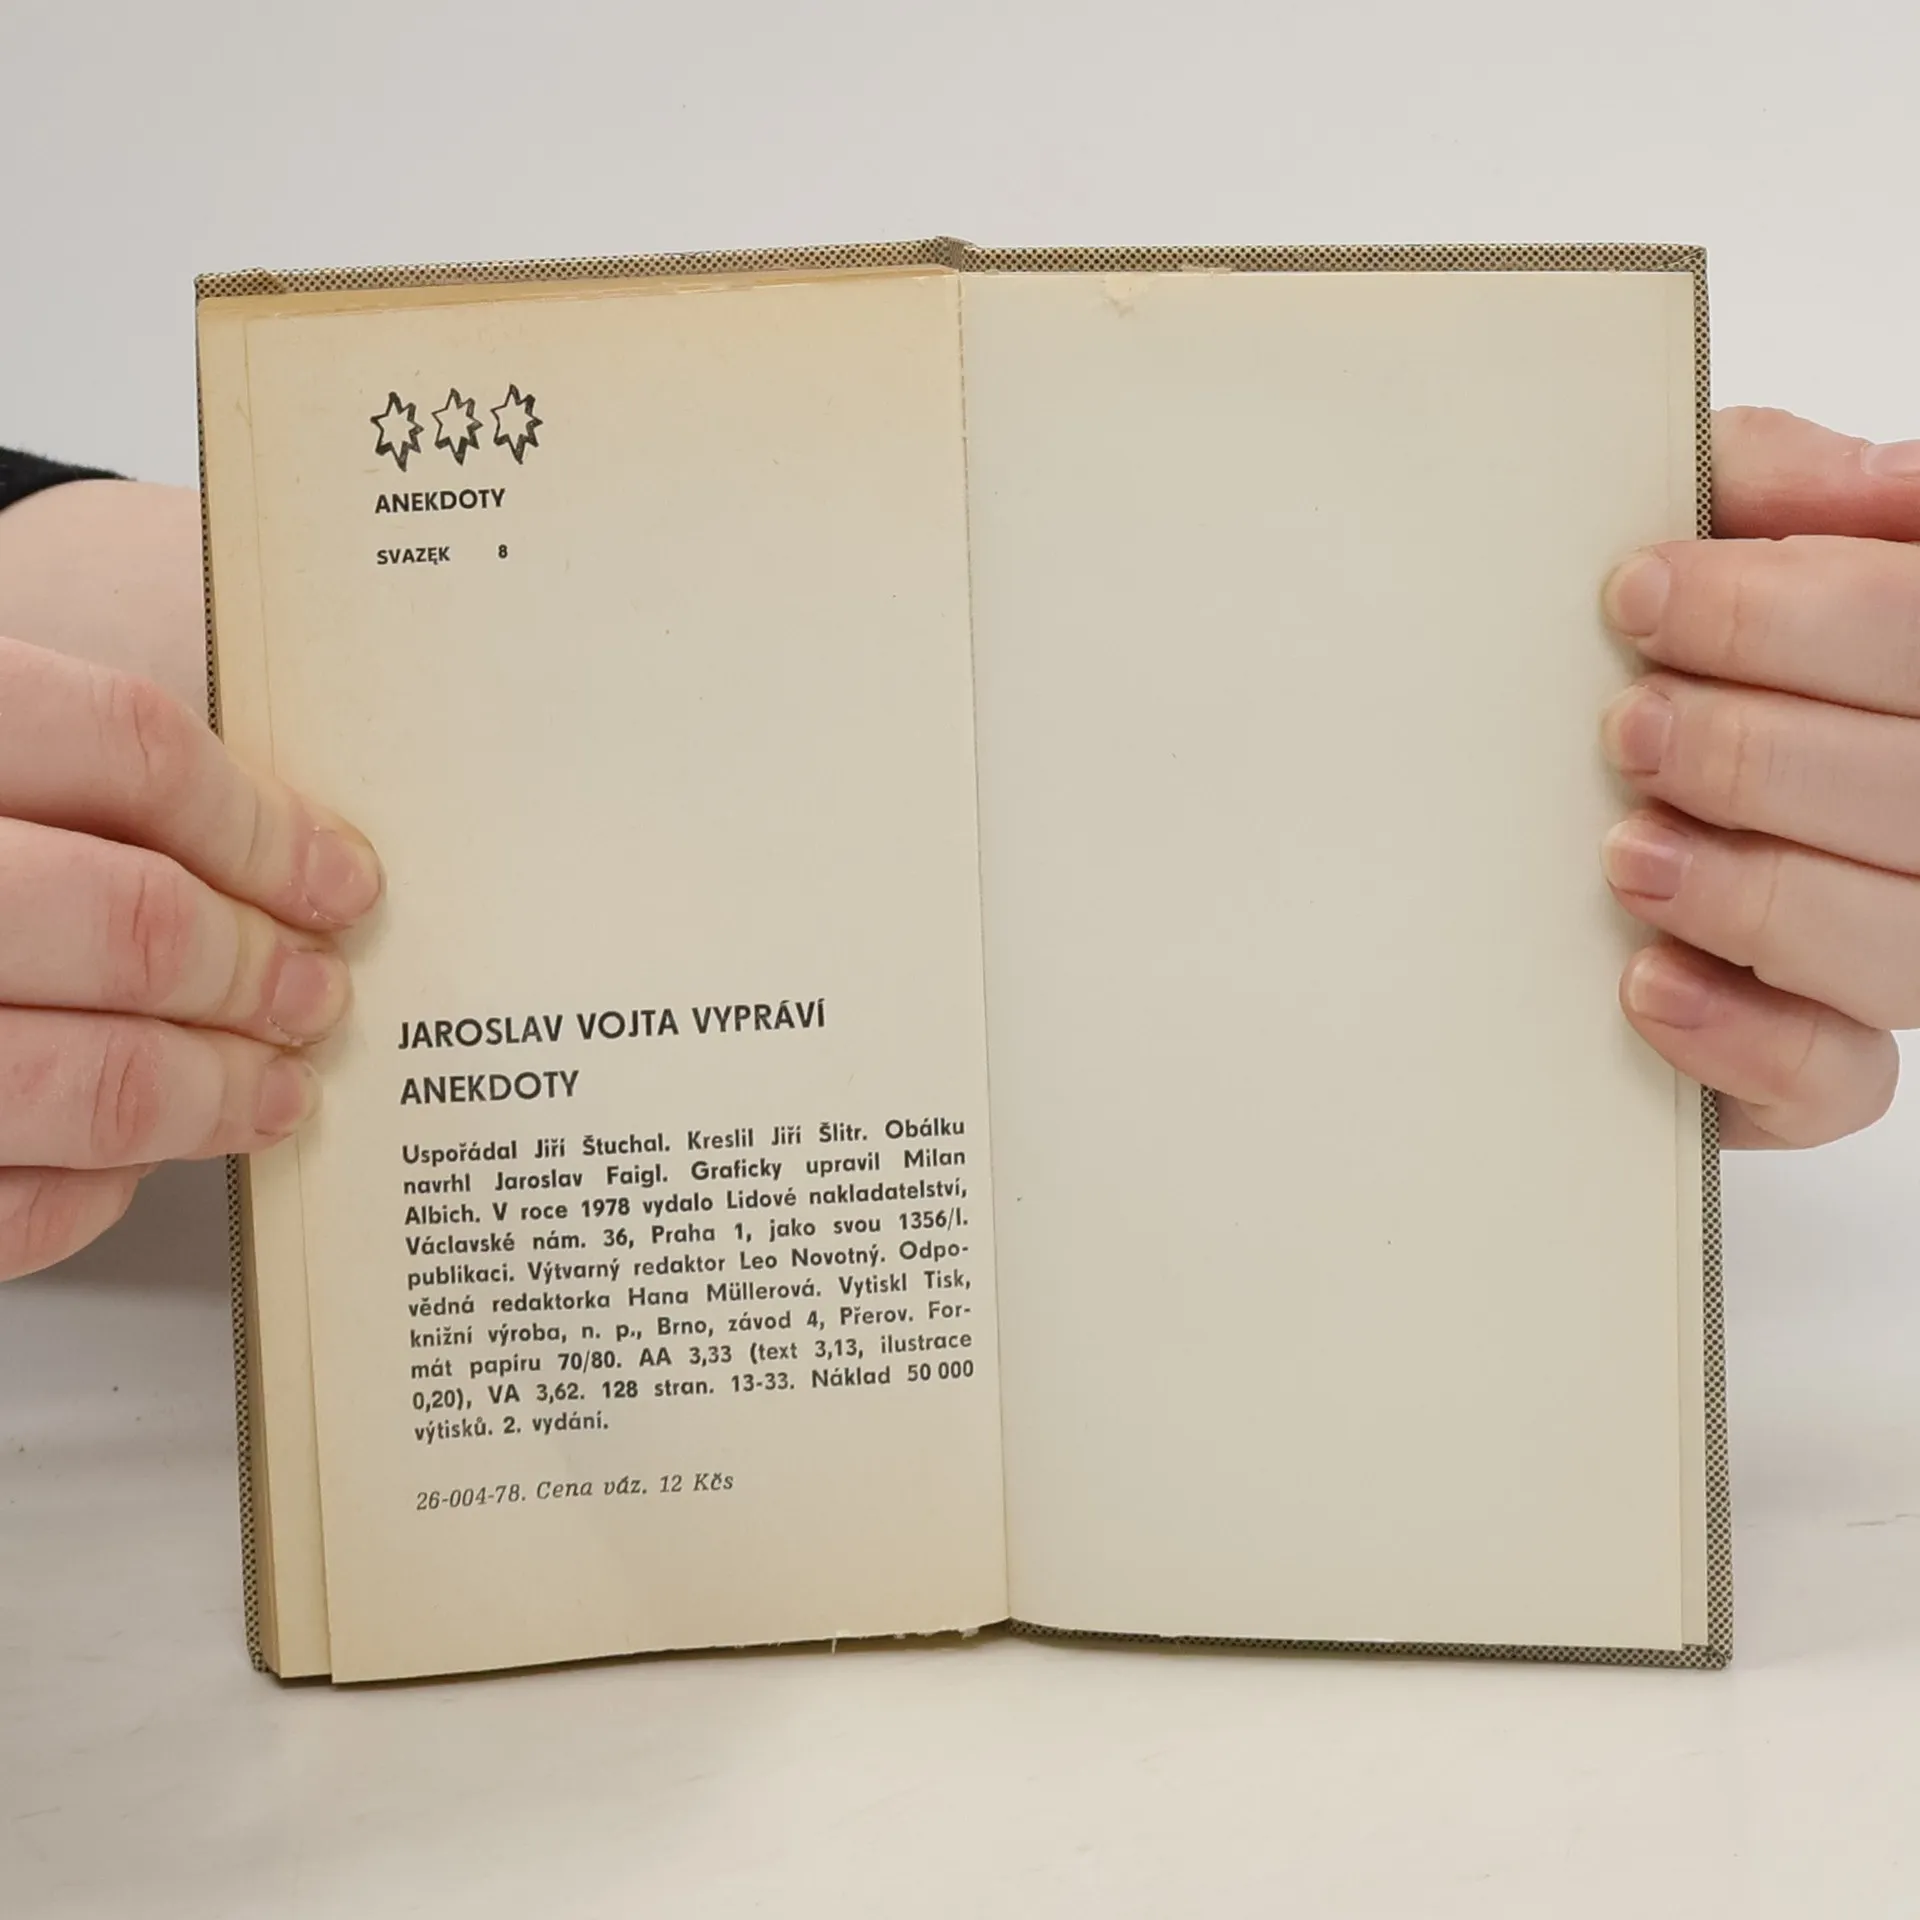 ANEKDOTY
SVAZEK 8
JAROSLAV VOJTA VYPRÁVÍ
ANEKDOTY
Uspořádal Jiří Štuchal. Kreslil Jiří Šlitr. Obálku
navrhl Jaroslav Faigl. Graficky upravil Milan
Albich. V roce 1978 vydalo Lidové nakladatelství,
Václavské nám. 36, Praha 1, jako svou 1356/I.
publikaci. Výtvarný redaktor Leo Novotný. Odpo-
vědná redaktorka Hana Müllerová. Vytiskl Tisk,
knižní výroba, n. p., Brno, závod 4, Přerov. For-
mát papíru 70/80. AA 3,33 (text 3,13, ilustrace
0,20), VA 3,62. 128 stran. 13-33. Náklad 50 000
výtisků. 2. vydání.
26-004-78. Cena váz. 12 Kčs